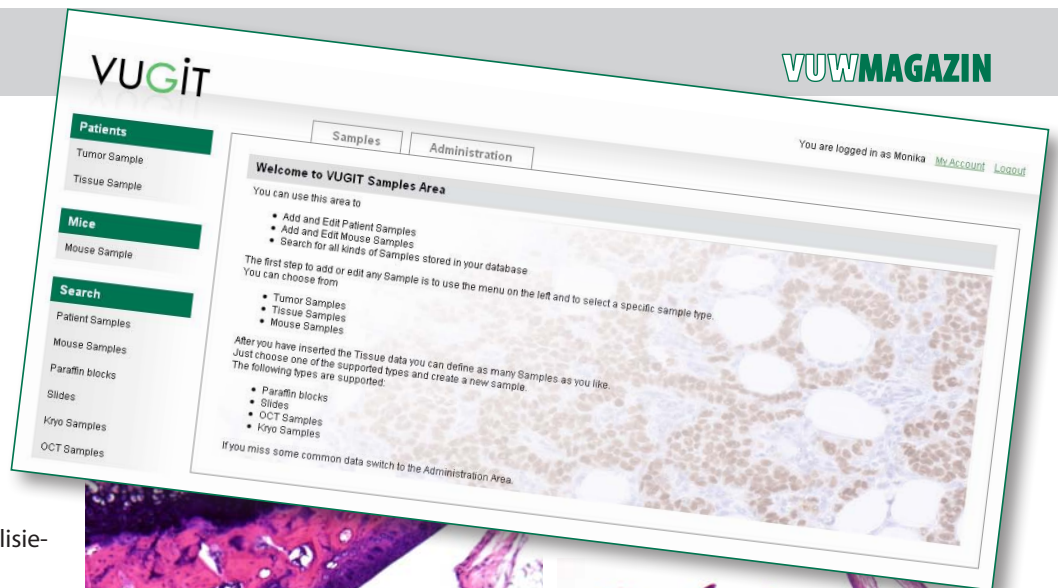 VUWMAGAZIN
VUGiT
Samples
Administration
You are logged in as Monika My Account Logout
Patients
Tumor Sample
Tissue Sample
Mice
Mouse Sample
Search
Patient Samples
Mouse Samples
Paraffin blocks
Slides
Kryo Samples
OCT Samples
Welcome to VUGIT Samples Area
You can use this area to
• Add and Edit Patient Samples
• Add and Edit Mouse Samples
• Search for all kinds of Samples stored in your database
The first step to add or edit any Sample is to use the menu on the left and to select a specific sample type.
You can choose from
• Tumor Samples
• Tissue Samples
• Mouse Samples
After you have inserted the Tissue data you can define as many Samples as you like.
Just choose one of the supported types and create a new sample.
The following types are supported:
• Paraffin blocks
• Slides
• OCT Samples
• Kryo Samples
If you miss some common data switch to the Administration Area.
lisie-